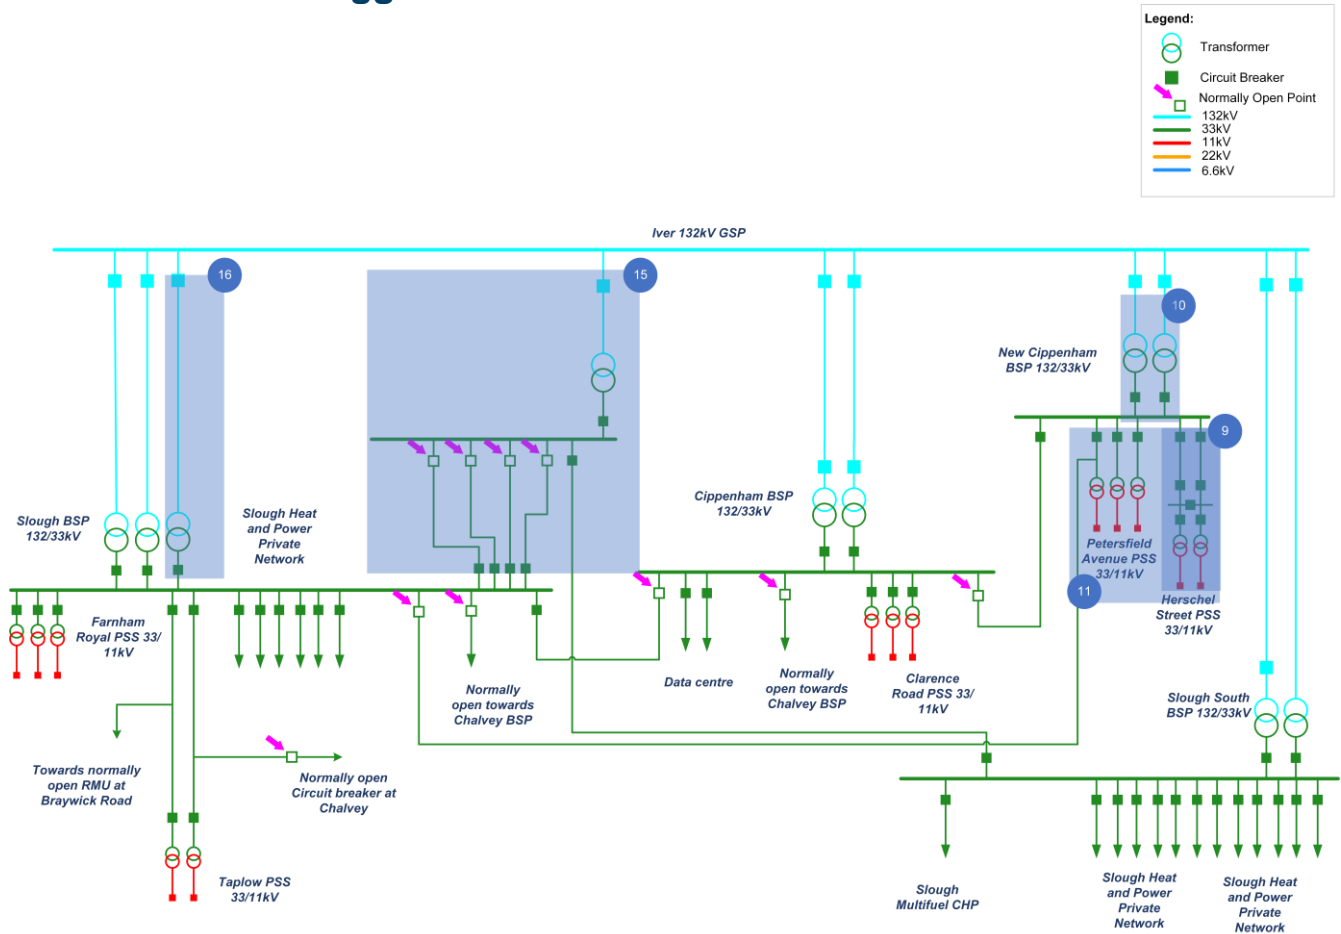 Legend:
Transformer
Circuit Breaker
Normally Open Point
132kV
33kV
11kV
22kV
6.6kV
Iver 132kV GSP
16
15
10
New Cippenham
BSP 132/33kV
9
Slough BSP
132/33kV
Slough Heat
and Power
Private
Network
Cippenham BSP
132/33kV
Petersfield
Avenue PSS
33/11kV
11
Herschel
Street PSS
33/11kV
Farnham
Royal PSS 33/
11kV
Normally
open towards
Chalvey BSP
Data centre
Normally
open towards
Chalvey BSP
Clarence
Road PSS 33/
11kV
Slough South
BSP 132/33kV
Towards normally
open RMU at
Braywick Road
Normally open
Circuit breaker at
Chalvey
Taplow PSS
33/11kV
Slough
Multifuel CHP
Slough Heat
and Power
Private
Network
Slough Heat
and Power
Private
Network